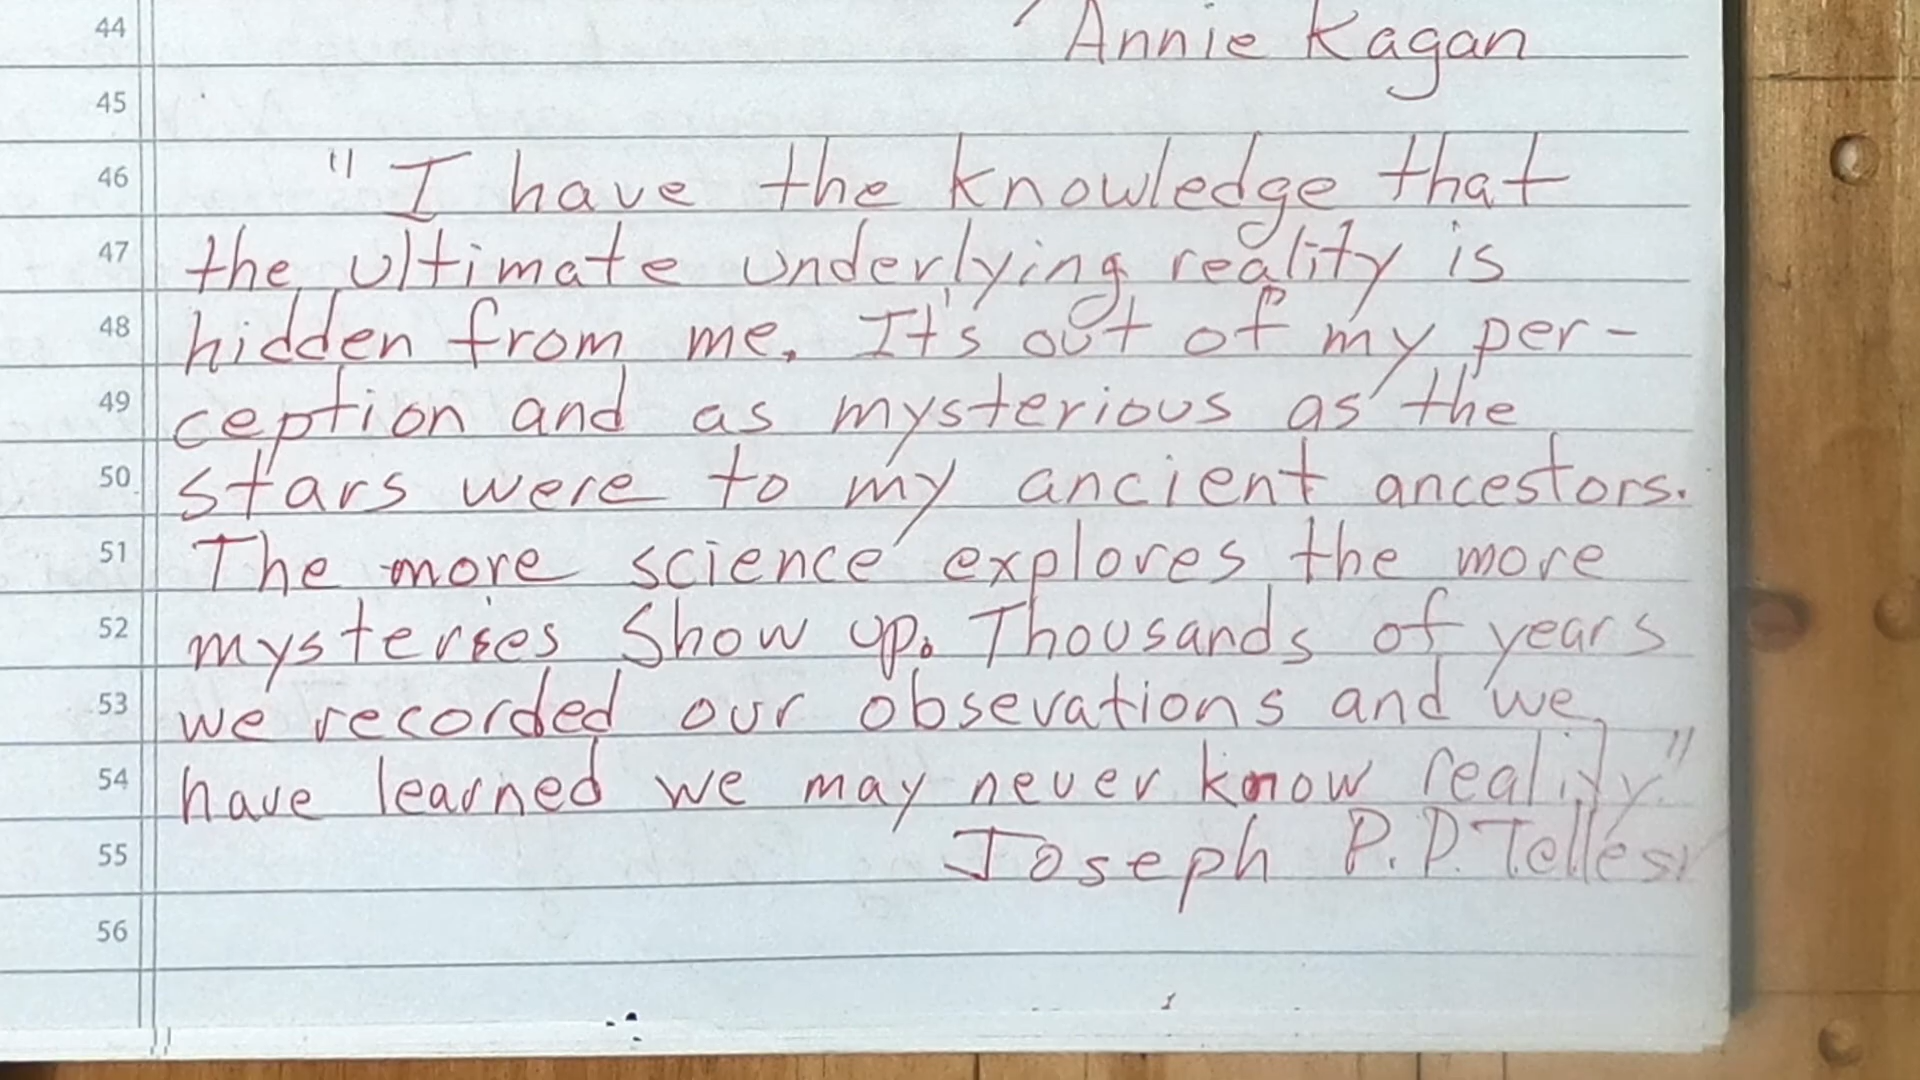 44 Annie Kagan
45
46 "I have the knowledge that
47 the ultimate underlying reality is
48 hidden from me. It's out of my per-
49 ception and as mysterious as the
50 stars were to my ancient ancestors.
51 The more science explores the more
52 mysteries show up. Thousands of years
53 we recorded our obsevations and we
54 have learned we may never know reality."
55 Joseph P.P. Telles
56
1